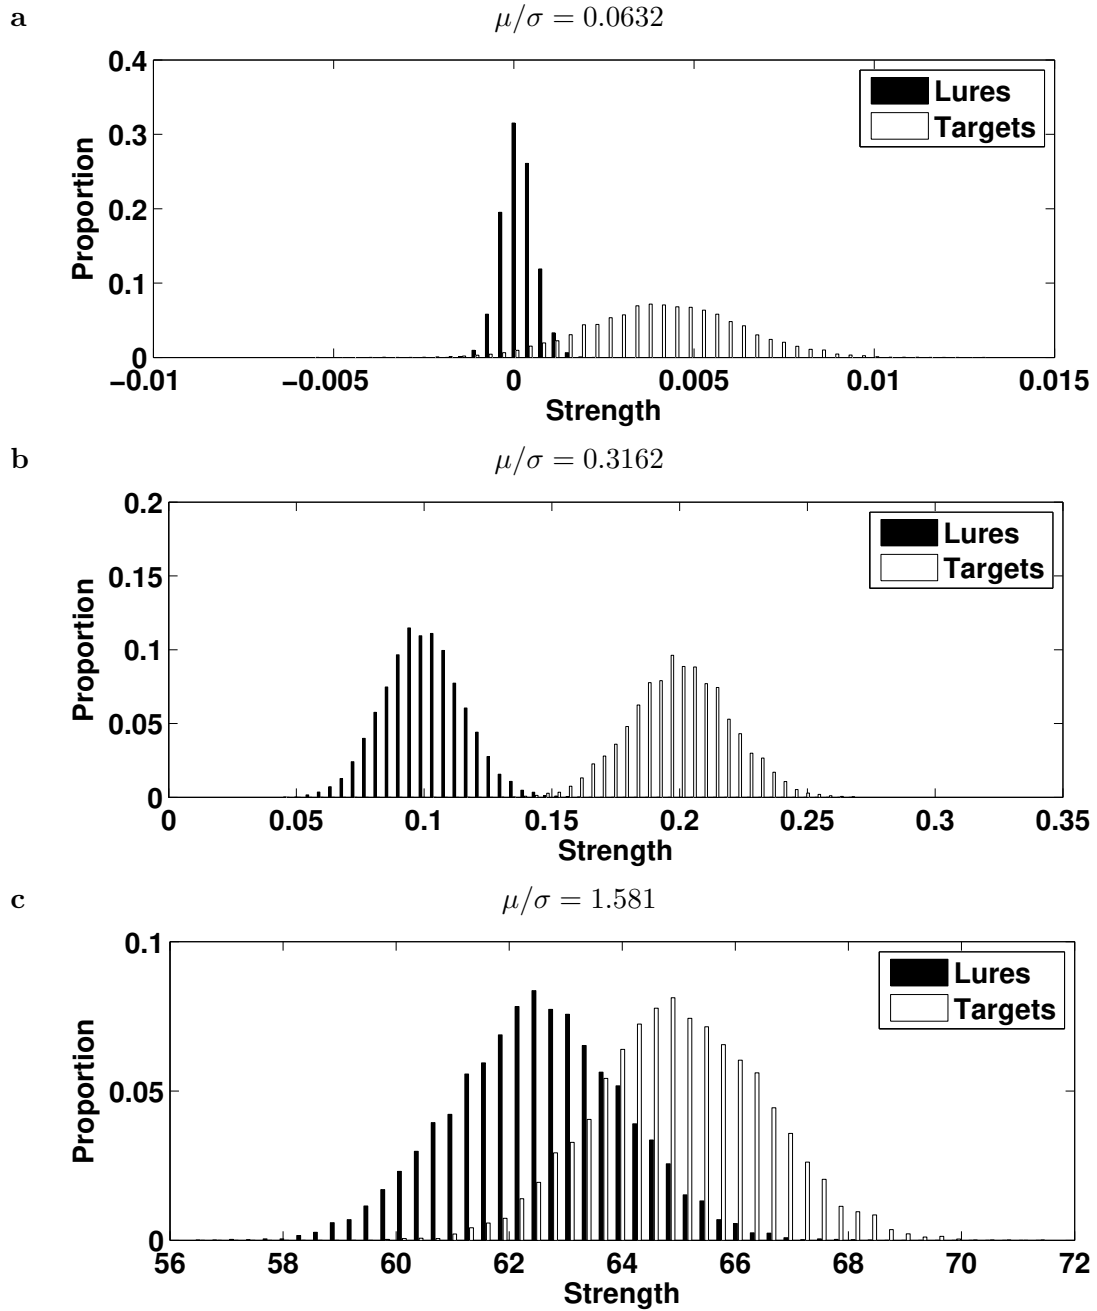 a
μ/σ = 0.0632
0.4
0.3
0.2
0.1
0
Proportion
Lures
Targets
−0.01 −0.005 0 0.005 0.01 0.015
Strength
b
μ/σ = 0.3162
0.2
0.15
0.1
0.05
0
Proportion
Lures
Targets
0 0.05 0.1 0.15 0.2 0.25 0.3 0.35
Strength
c
μ/σ = 1.581
0.1
0.05
0
Proportion
Lures
Targets
56 58 60 62 64 66 68 70 72
Strength